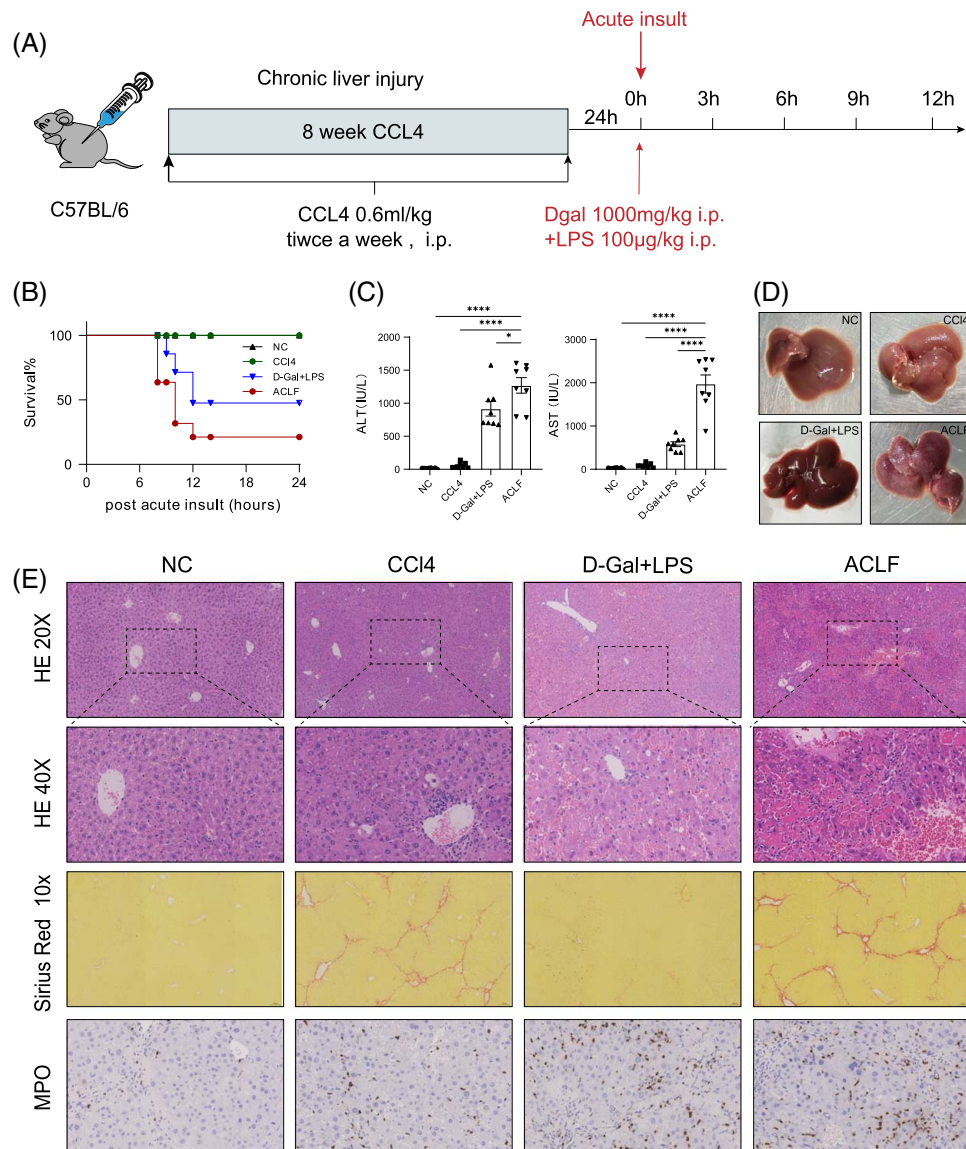 (A)
Acute insult
Chronic liver injury
8 week CCL4
24h
0h
3h
6h
9h
12h
C57BL/6
CCL4 0.6ml/kg
tiwce a week , i.p.
Dgal 1000mg/kg i.p.
+LPS 100µg/kg i.p.
(B)
Survival%
100
50
0
0
6
12
18
24
post acute insult (hours)
NC
CCl4
D-Gal+LPS
ACLF
(C)
ALT (IU/L)
2000
1500
1000
500
0
****
****
*
NC
CCL4
D-Gal+LPS
ACLF
AST (IU/L)
3000
2000
1000
0
****
****
****
NC
CCL4
D-Gal+LPS
ACLF
(D)
NC
CCl4
D-Gal+LPS
ACLF
(E)
NC
CCl4
D-Gal+LPS
ACLF
HE 20X
HE 40X
Sirius Red 10x
MPO